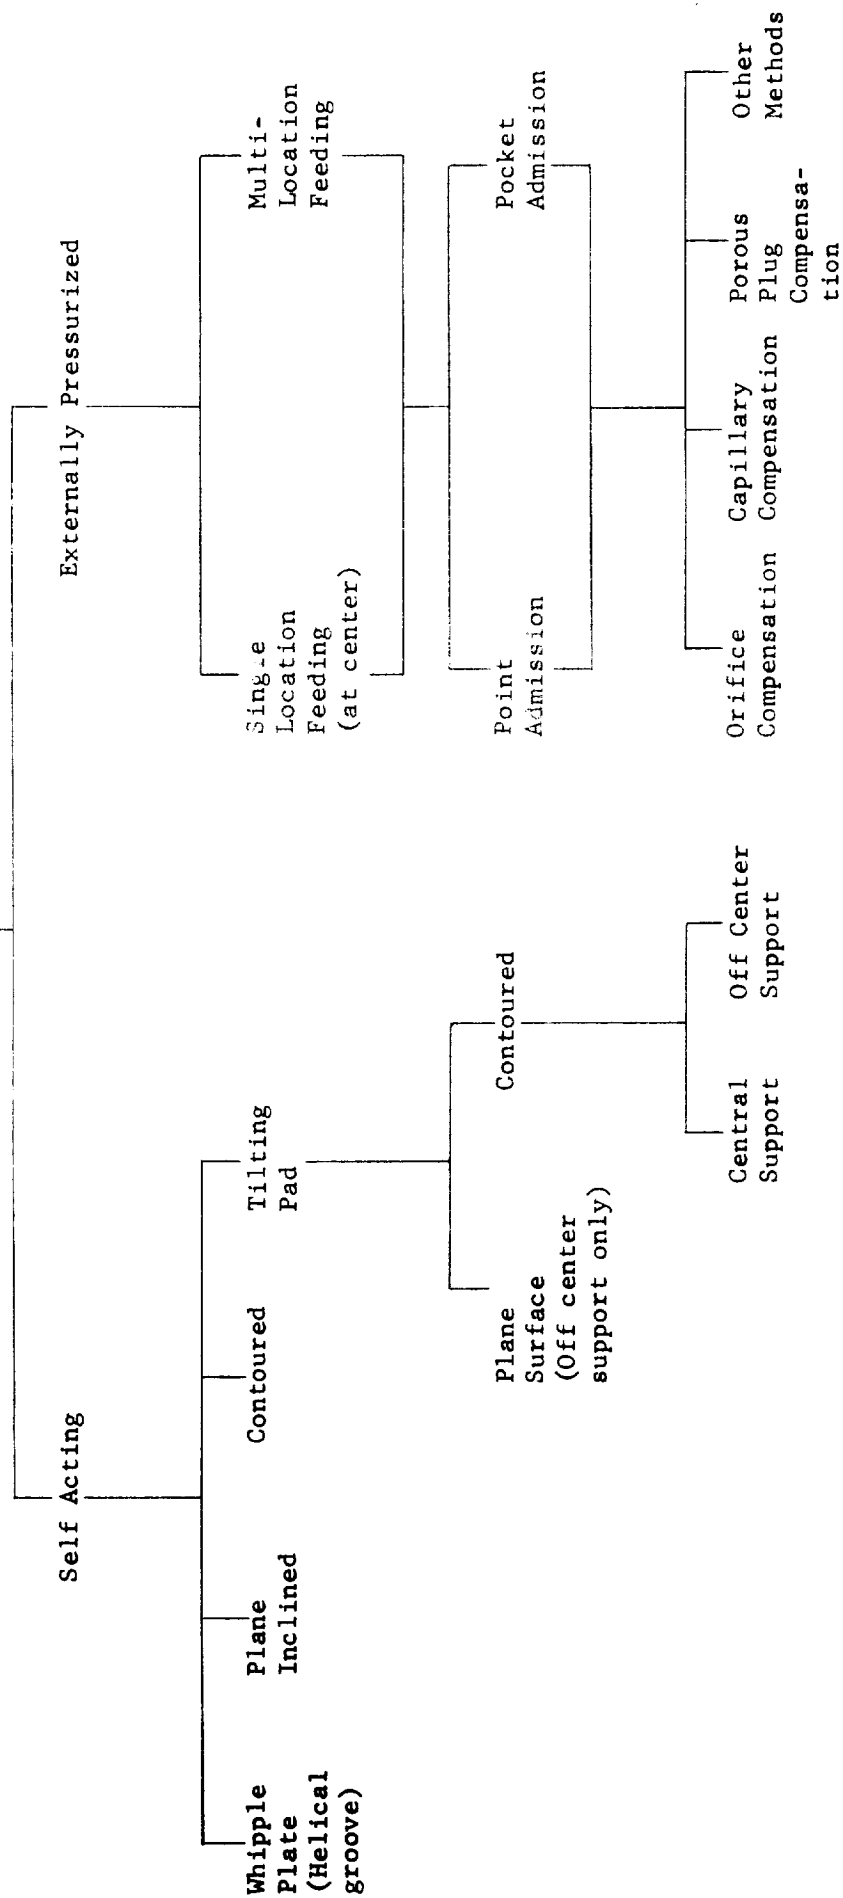 Self Acting
Externally Pressurized
Whipple
Plate
(Helical
groove)
Plane
Inclined
Contoured
Tilting
Pad
Single
Location
Feeding
(at center)
Multi-
Location
Feeding
Plane
Surface
(Off center
support only)
Contoured
Point
Admission
Pocket
Admission
Central
Support
Off Center
Support
Orifice
Compensation
Capillary
Compensation
Porous
Plug
Compensa-
tion
Other
Methods